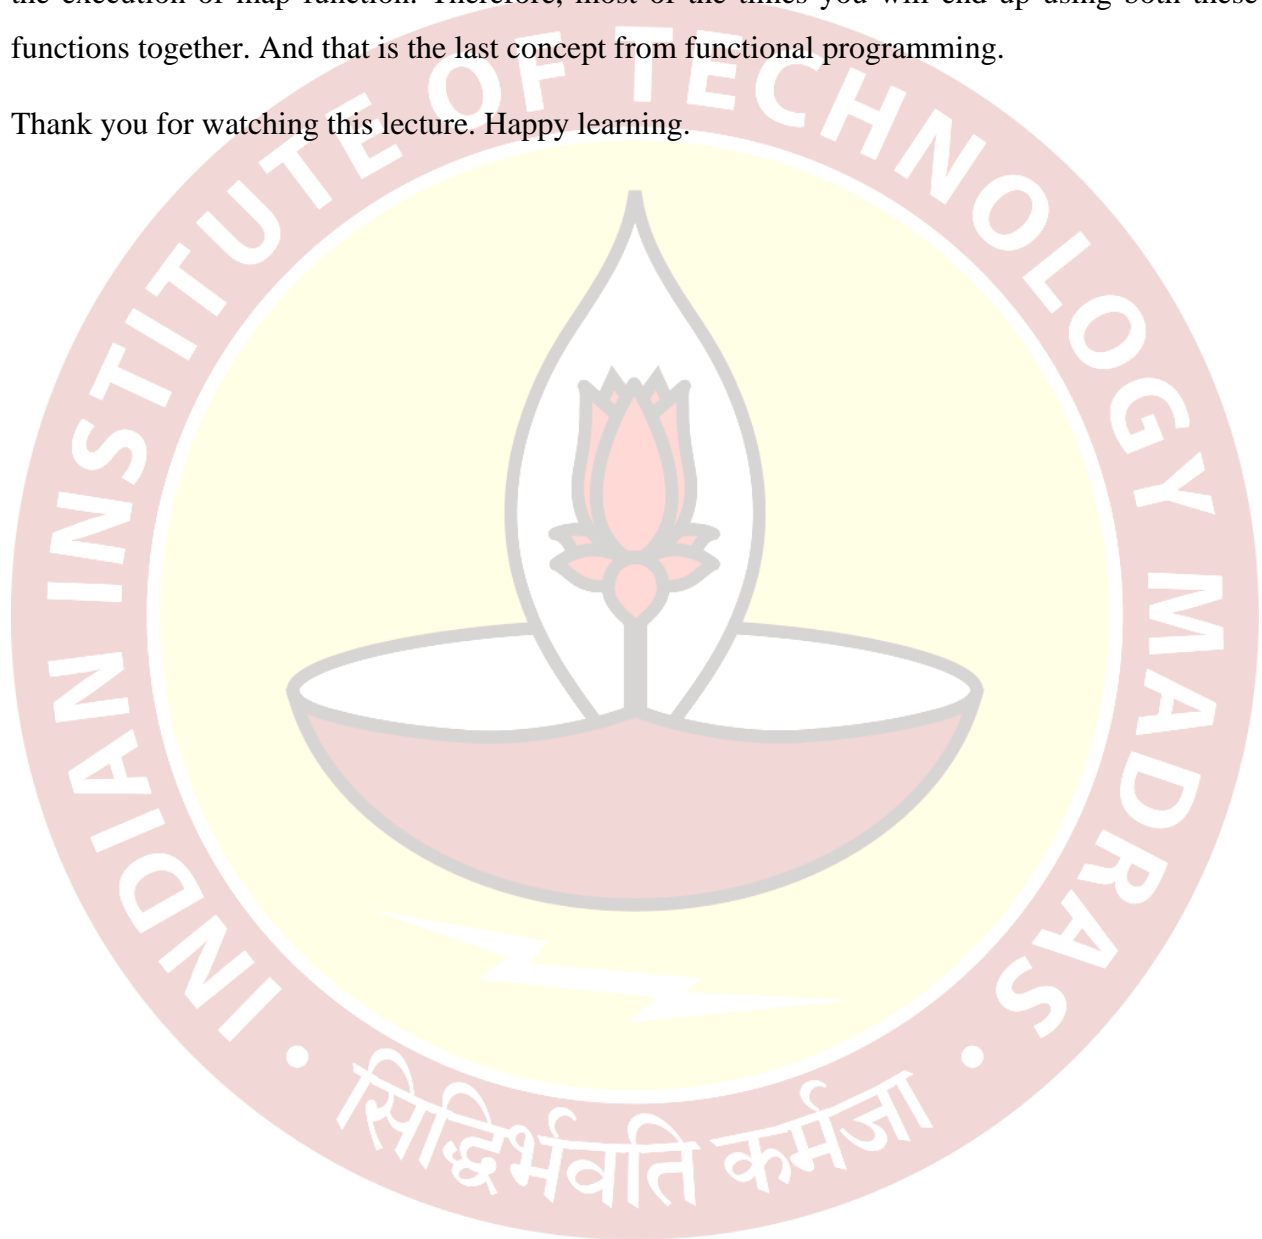 the execution of map function. Therefore, most of the times you will end up using both these
functions together. And that is the last concept from functional programming.
Thank you for watching this lecture. Happy learning.
INDIAN INSTITUTE OF TECHNOLOGY MADRAS
सिद्धिर्भवति कर्मजा